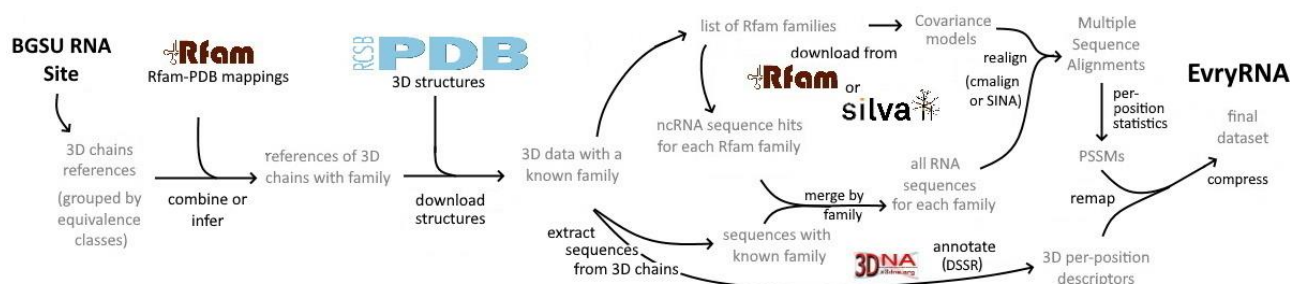 BGSU RNA
Site
3D chains
references
(grouped by
equivalence
classes)
Rfam
Rfam-PDB mappings
combine or
infer
references of 3D
chains with family
RCSB
PDB
3D structures
download
structures
3D data with a
known family
list of Rfam families
download from
Rfam or
silva
ncRNA sequence hits
for each Rfam family
extract
sequences
from 3D chains
sequences with
known family
merge by
family
all RNA
sequences
for each family
Covariance
models
realign
(cmalign
or SINA)
Multiple
Sequence
Alignments
per-
position
statistics
PSSMs
remap
3DNA
annotate
(DSSR)
3D per-position
descriptors
EvryRNA
final
dataset
compress